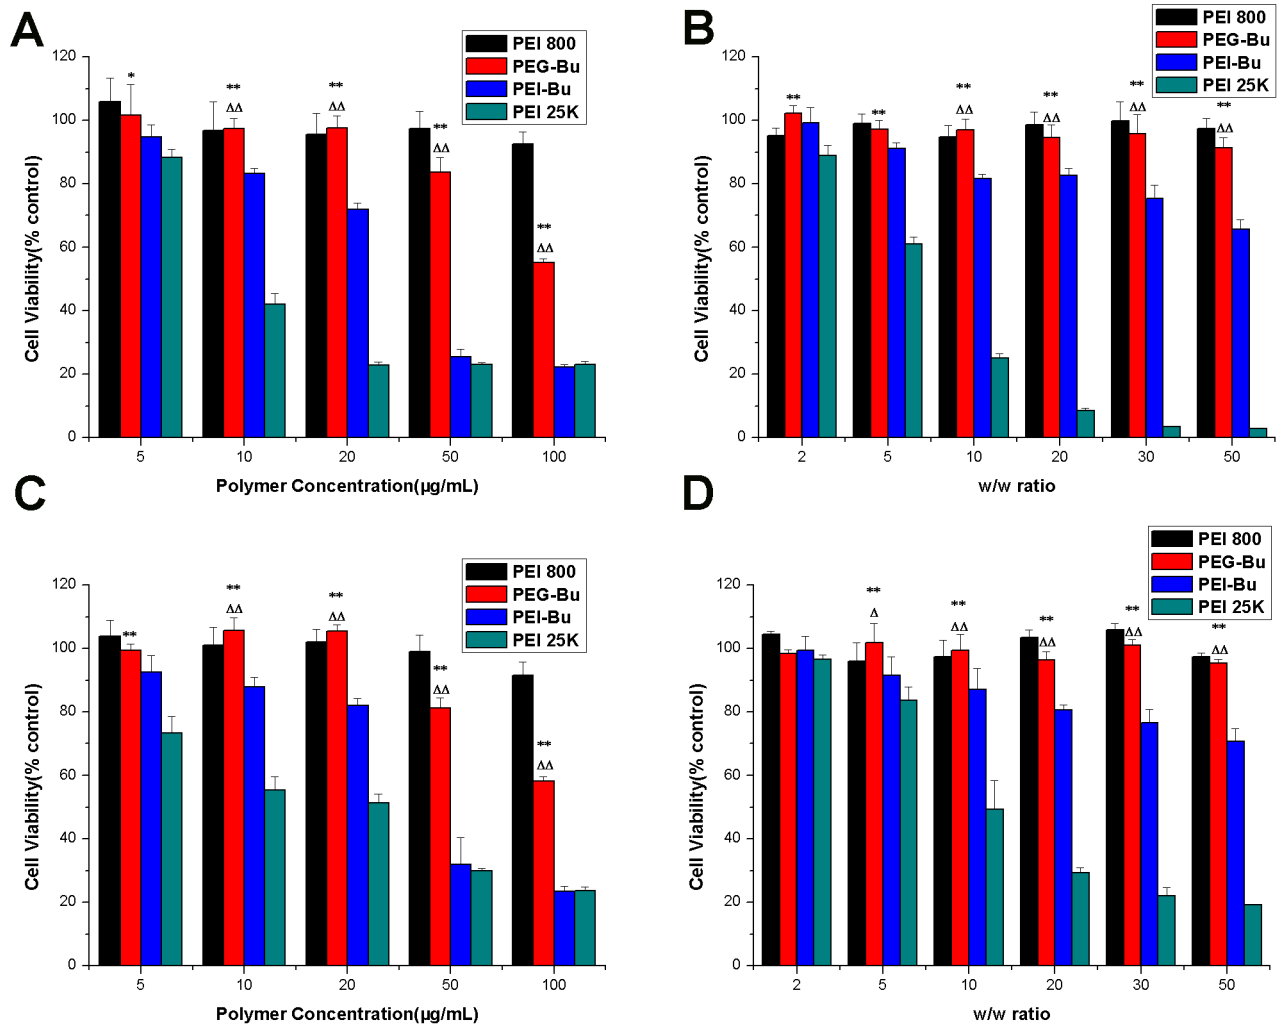 A
PEI 800
PEG-Bu
PEI-Bu
PEI 25K
Cell Viability(% control)
120
100
80
60
40
20
0
* ** ** ** **
ΔΔ ΔΔ ΔΔ ΔΔ
5 10 20 50 100
Polymer Concentration(µg/mL)
B
PEI 800
PEG-Bu
PEI-Bu
PEI 25K
Cell Viability(% control)
120
100
80
60
40
20
0
** ** ** ** ** **
ΔΔ ΔΔ ΔΔ ΔΔ
2 5 10 20 30 50
w/w ratio
C
PEI 800
PEG-Bu
PEI-Bu
PEI 25K
Cell Viability(% control)
120
100
80
60
40
20
0
** ** ** ** **
ΔΔ ΔΔ ΔΔ ΔΔ
5 10 20 50 100
Polymer Concentration(µg/mL)
D
PEI 800
PEG-Bu
PEI-Bu
PEI 25K
Cell Viability(% control)
120
100
80
60
40
20
0
** ** ** ** **
Δ ΔΔ ΔΔ ΔΔ ΔΔ
2 5 10 20 30 50
w/w ratio